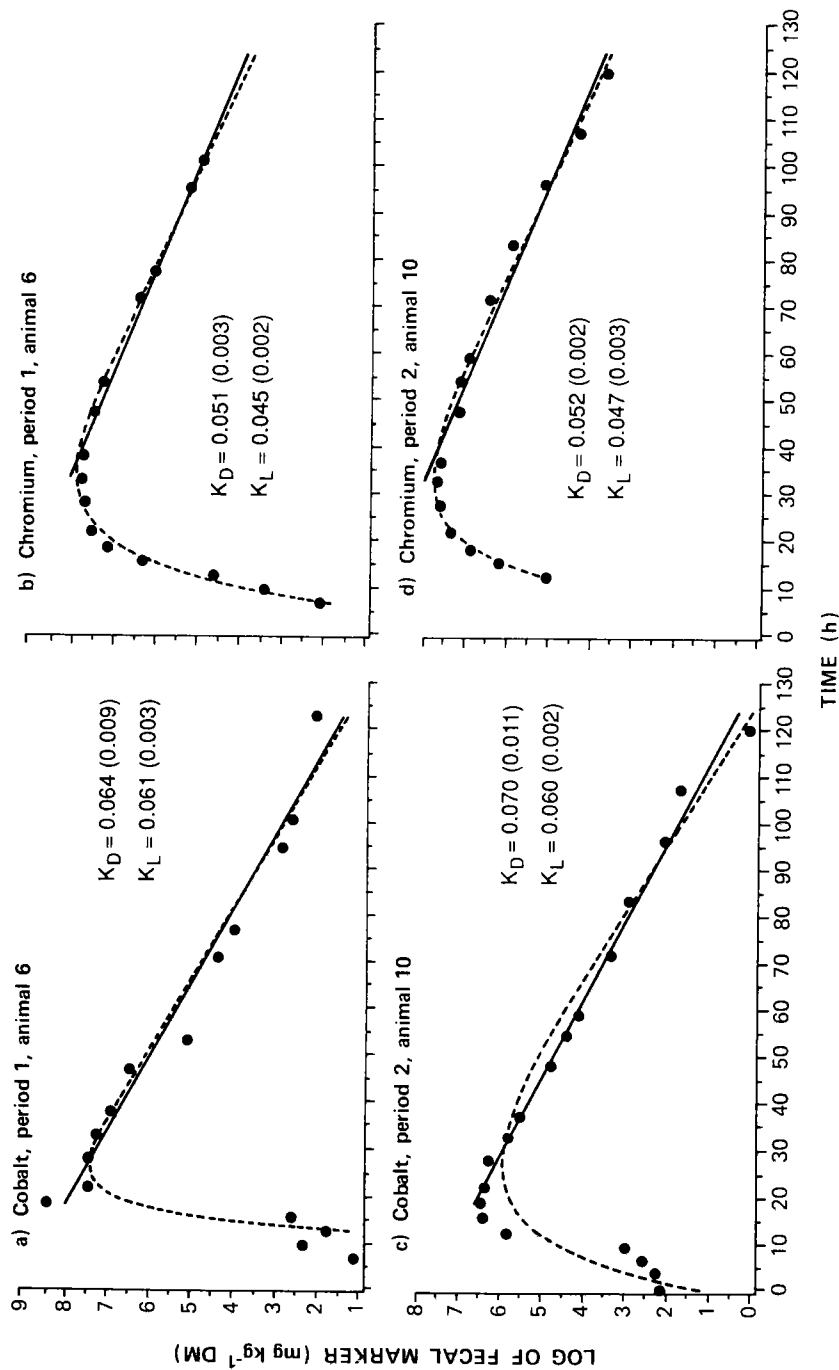 LOG OF FECAL MARKER (mg kg⁻¹ DM)
a) Cobalt, period 1, animal 6
9
8
7
6
5
4
3
2
1
K_D = 0.064 (0.009)
K_L = 0.061 (0.003)
b) Chromium, period 1, animal 6
K_D = 0.051 (0.003)
K_L = 0.045 (0.002)
c) Cobalt, period 2, animal 10
8
7
6
5
4
3
2
1
0
K_D = 0.070 (0.011)
K_L = 0.060 (0.002)
0 10 20 30 40 50 60 70 80 90 100 110 120 130
d) Chromium, period 2, animal 10
K_D = 0.052 (0.002)
K_L = 0.047 (0.003)
0 10 20 30 40 50 60 70 80 90 100 110 120 130
TIME (h)